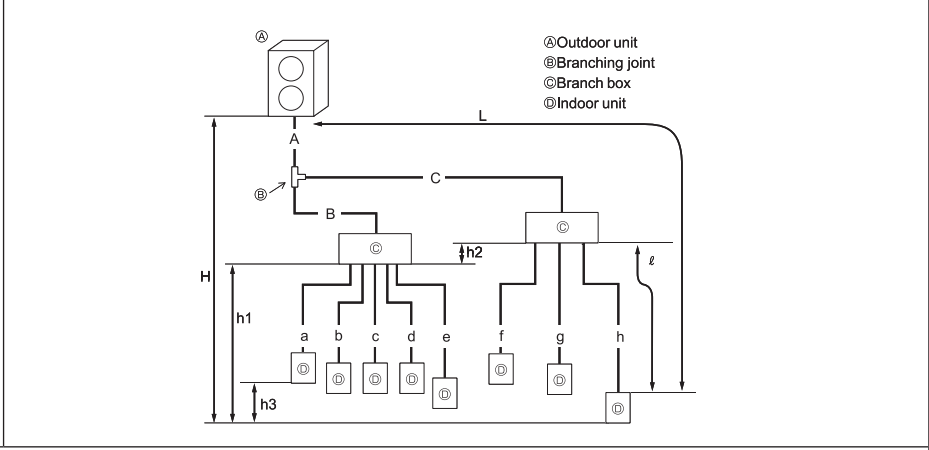 Ⓐ
ⒶOutdoor unit
ⒷBranching joint
ⒸBranch box
ⒹIndoor unit
L
A
C
Ⓑ
B
Ⓒ
Ⓒ
h2
ℓ
H
h1
a
b
c
d
e
f
g
h
Ⓓ
Ⓓ
Ⓓ
Ⓓ
Ⓓ
Ⓓ
Ⓓ
Ⓓ
h3